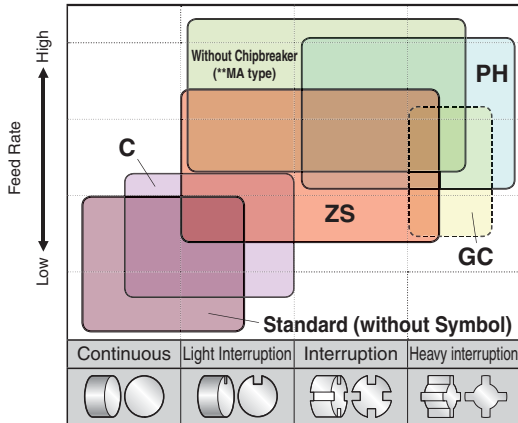 High
Feed Rate
Low
Without Chipbreaker
(**MA type)
PH
C
ZS
GC
Standard (without Symbol)
Continuous
Light Interruption
Interruption
Heavy interruption